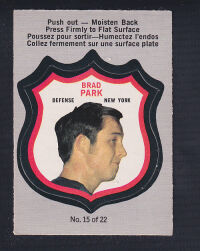 Push out — Moisten Back
Press Firmly to Flat Surface
Poussez pour sortir—Humectez l'endos
Collez fermement sur une surface plate
BRAD
PARK
DEFENSE NEW YORK
No. 15 of 22